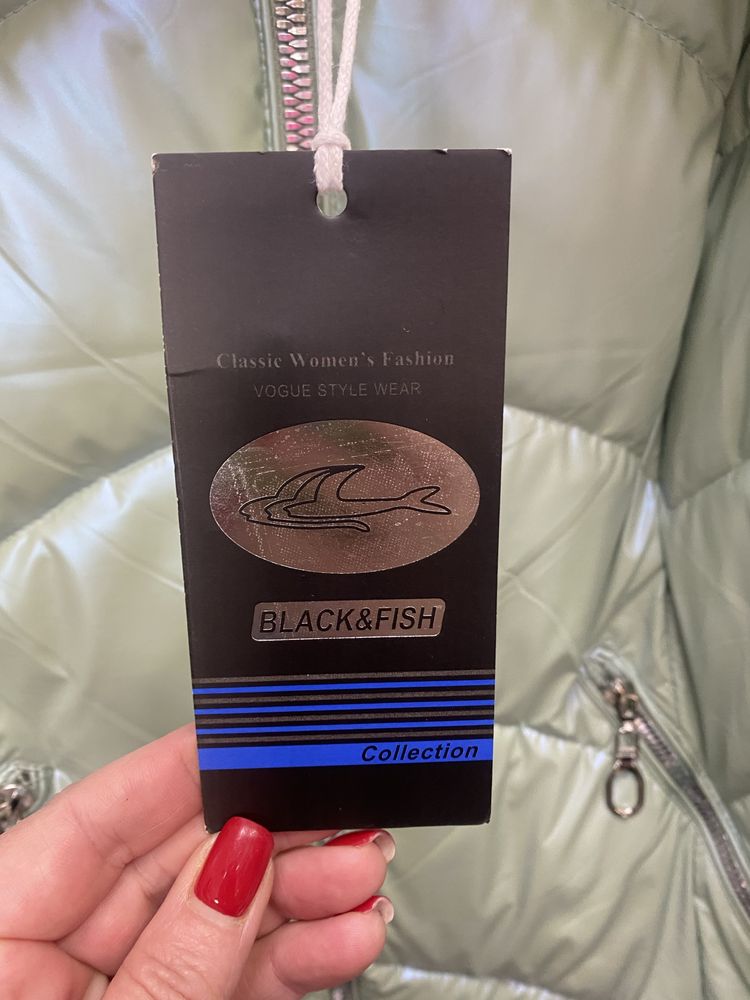 Classic Women's Fashion
VOGUE STYLE WEAR
BLACK&FISH
Collection